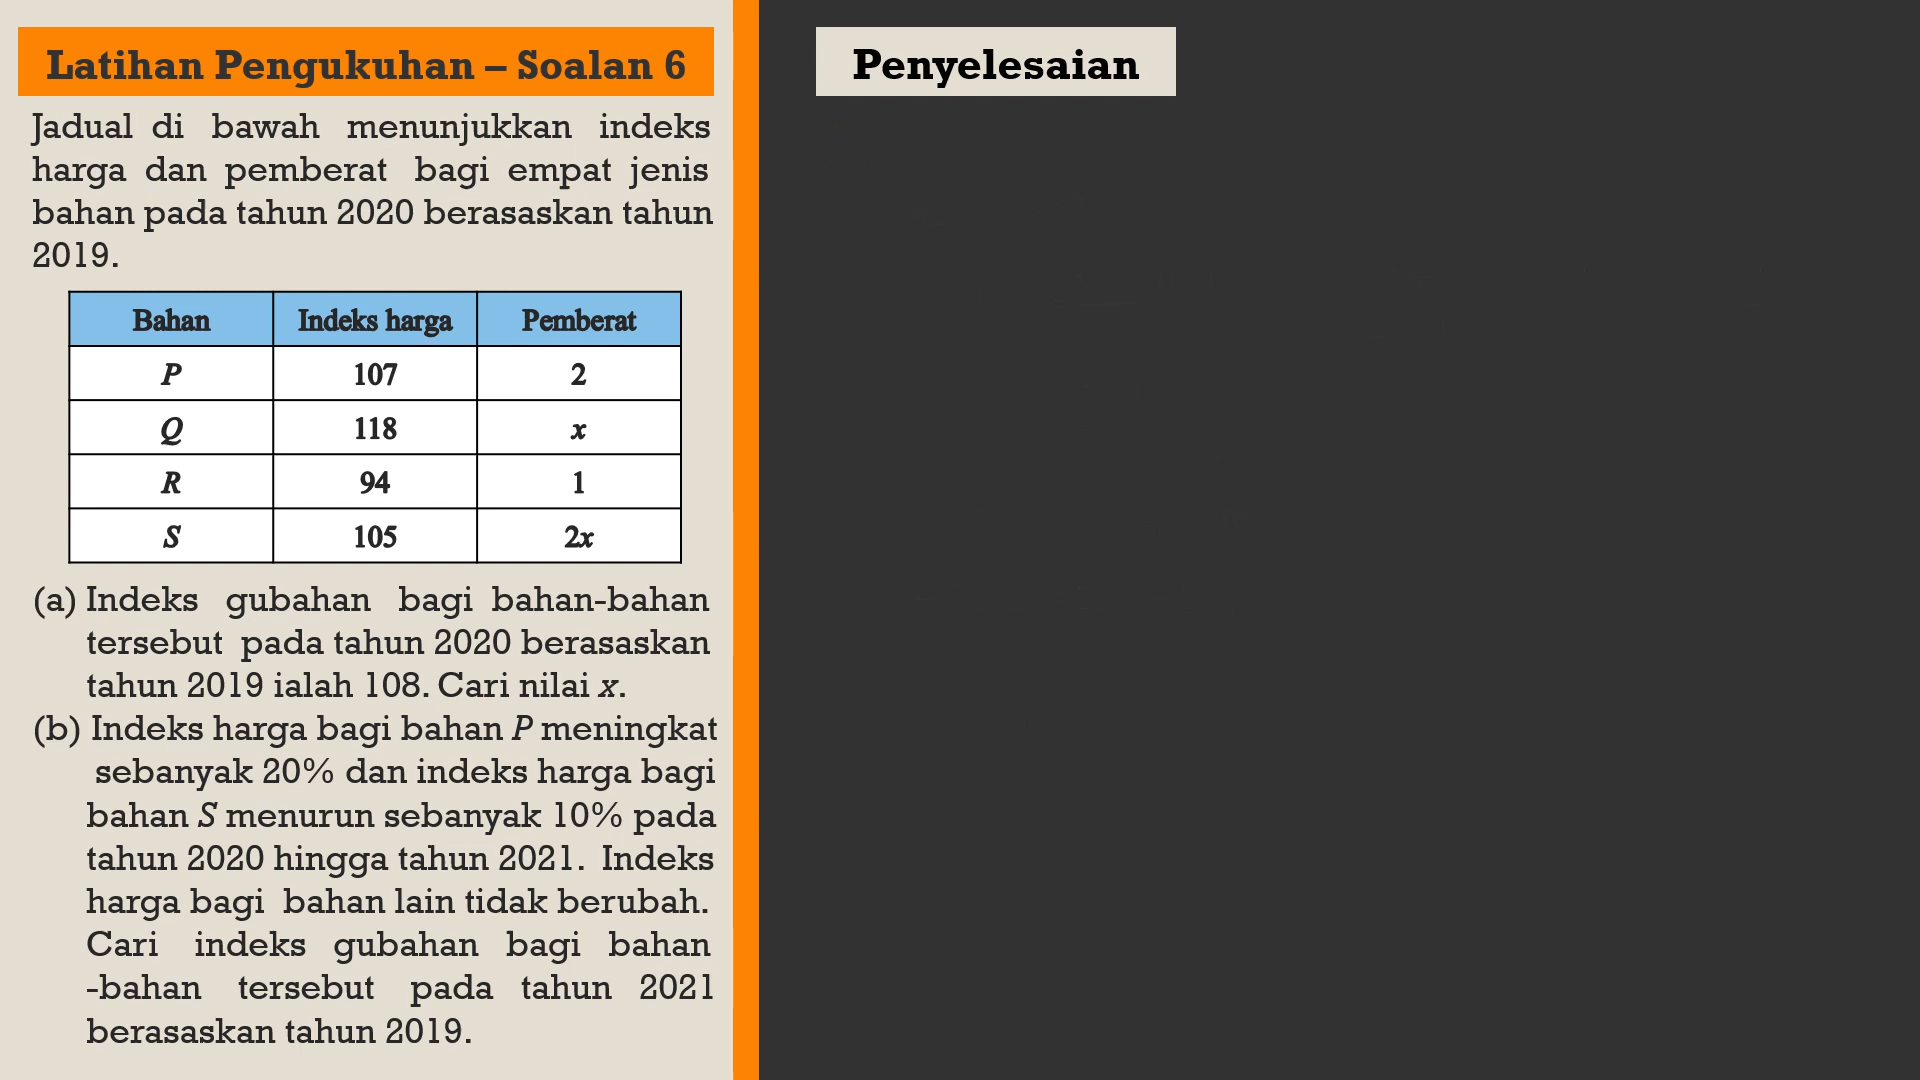 Latihan Pengukuhan – Soalan 6
Jadual di bawah menunjukkan indeks
harga dan pemberat bagi empat jenis
bahan pada tahun 2020 berasaskan tahun
2019.
Bahan Indeks harga Pemberat
P 107 2
Q 118 x
R 94 1
S 105 2x
(a) Indeks gubahan bagi bahan-bahan
tersebut pada tahun 2020 berasaskan
tahun 2019 ialah 108. Cari nilai x.
(b) Indeks harga bagi bahan P meningkat
sebanyak 20% dan indeks harga bagi
bahan S menurun sebanyak 10% pada
tahun 2020 hingga tahun 2021. Indeks
harga bagi bahan lain tidak berubah.
Cari indeks gubahan bagi bahan
-bahan tersebut pada tahun 2021
berasaskan tahun 2019.
Penyelesaian